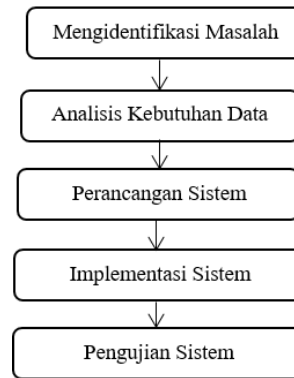 Mengidentifikasi Masalah
Analisis Kebutuhan Data
Perancangan Sistem
Implementasi Sistem
Pengujian Sistem